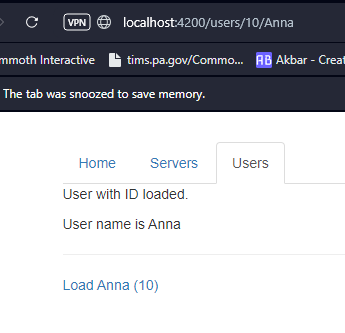 VPN localhost:4200/users/10/Anna
mmoth Interactive tims.pa.gov/Commo... AB Akbar - Creat
The tab was snoozed to save memory.
Home Servers Users
User with ID loaded.
User name is Anna
Load Anna (10)